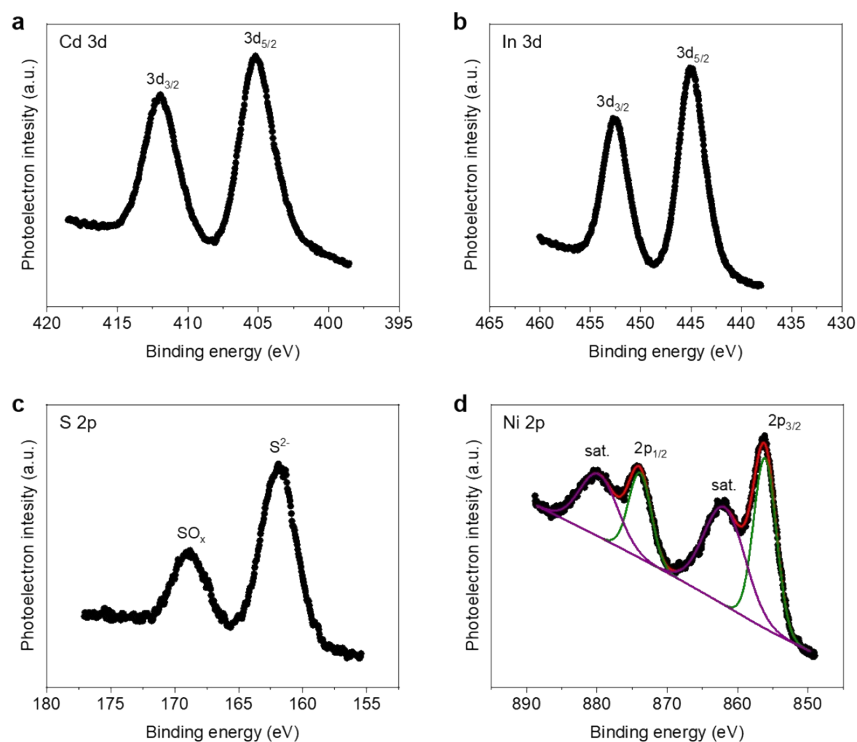 a
Cd 3d
3d3/2
3d5/2
Photoelectron intesity (a.u.)
420 415 410 405 400 395
Binding energy (eV)
b
In 3d
3d3/2
3d5/2
Photoelectron intesity (a.u.)
465 460 455 450 445 440 435 430
Binding energy (eV)
c
S 2p
SOx
S2-
Photoelectron intesity (a.u.)
180 175 170 165 160 155
Binding energy (eV)
d
Ni 2p
sat.
2p1/2
sat.
2p3/2
Photoelectron intesity (a.u.)
890 880 870 860 850
Binding energy (eV)